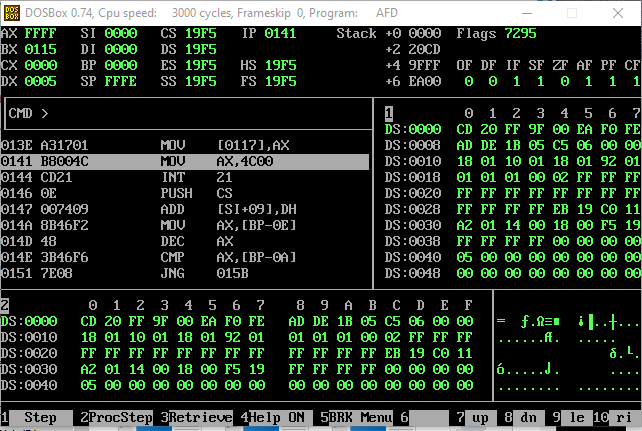 DOSBox 0.74, Cpu speed: 3000 cycles, Frameskip 0, Program: AFD
AX FFFF SI 0000 CS 19F5 IP 0141 Stack +0 0000 Flags 7295
BX 0115 DI 0000 DS 19F5 +2 20CD
CX 0000 BP 0000 ES 19F5 HS 19F5 +4 9FFF OF DF IF SF ZF AF PF CF
DX 0005 SP FFFE SS 19F5 FS 19F5 +6 EA00 0 0 1 1 0 1 1 1
CMD >
013E A31701 MOV [0117],AX
0141 B8004C MOV AX,4C00
0144 CD21 INT 21
0146 0E PUSH CS
0147 007409 ADD [SI+09],DH
014A 8B46F2 MOV AX,[BP-0E]
014D 48 DEC AX
014E 3B46F6 CMP AX,[BP-0A]
0151 7E08 JNG 015B
1 0 1 2 3 4 5 6 7
DS:0000 CD 20 FF 9F 00 EA F0 FE
DS:0008 AD DE 1B 05 C5 06 00 00
DS:0010 18 01 10 01 18 01 92 01
DS:0018 01 01 01 00 02 FF FF FF
DS:0020 FF FF FF FF FF FF FF FF
DS:0028 FF FF FF FF EB 19 C0 11
DS:0030 A2 01 14 00 18 00 F5 19
DS:0038 FF FF FF FF 00 00 00 00
DS:0040 05 00 00 00 00 00 00 00
DS:0048 00 00 00 00 00 00 00 00
2 0 1 2 3 4 5 6 7 8 9 A B C D E F
DS:0000 CD 20 FF 9F 00 EA F0 FE AD DE 1B 05 C5 06 00 00
DS:0010 18 01 10 01 18 01 92 01 01 01 01 00 02 FF FF FF
DS:0020 FF FF FF FF FF FF FF FF FF FF FF FF EB 19 C0 11
DS:0030 A2 01 14 00 18 00 F5 19 FF FF FF FF 00 00 00 00
DS:0040 05 00 00 00 00 00 00 00 00 00 00 00 00 00 00 00
= ƒ.Ω≡■ ¡▐..┼...
......Æ. .....
δ.└.
ó.....J. ....
........ ........
1 Step 2ProcStep 3Retrieve 4Help ON 5BRK Menu 6 7 up 8 dn 9 le 10 ri